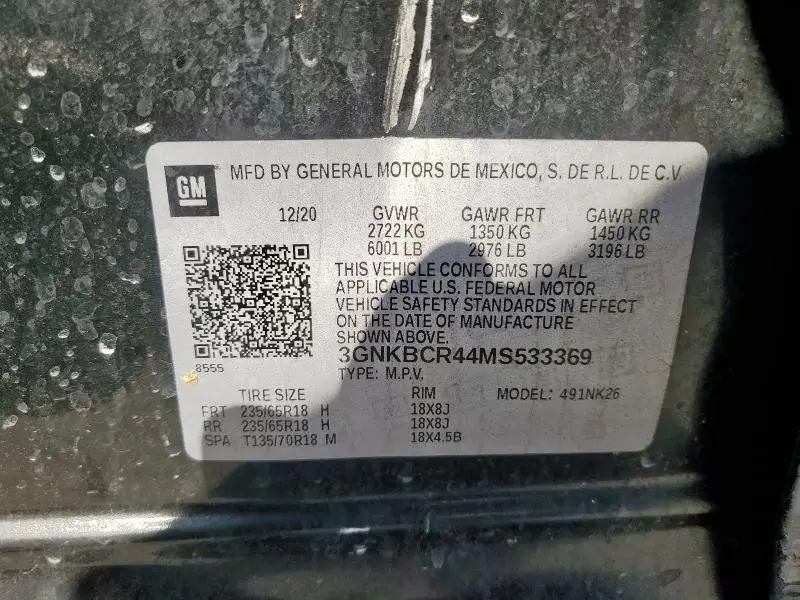 GM
MFD BY GENERAL MOTORS DE MEXICO, S. DE R.L. DE C.V.
12/20 GVWR GAWR FRT GAWR RR
2722 KG 1350 KG 1450 KG
6001 LB 2976 LB 3196 LB
THIS VEHICLE CONFORMS TO ALL
APPLICABLE U.S. FEDERAL MOTOR
VEHICLE SAFETY STANDARDS IN EFFECT
ON THE DATE OF MANUFACTURE
SHOWN ABOVE.
3GNKBCR44MS533369
8555
TYPE: M.P.V.
TIRE SIZE RIM MODEL: 491NK26
FRT 235/65R18 H 18X8J
RR 235/65R18 H 18X8J
SPA T135/70R18 M 18X4.5B